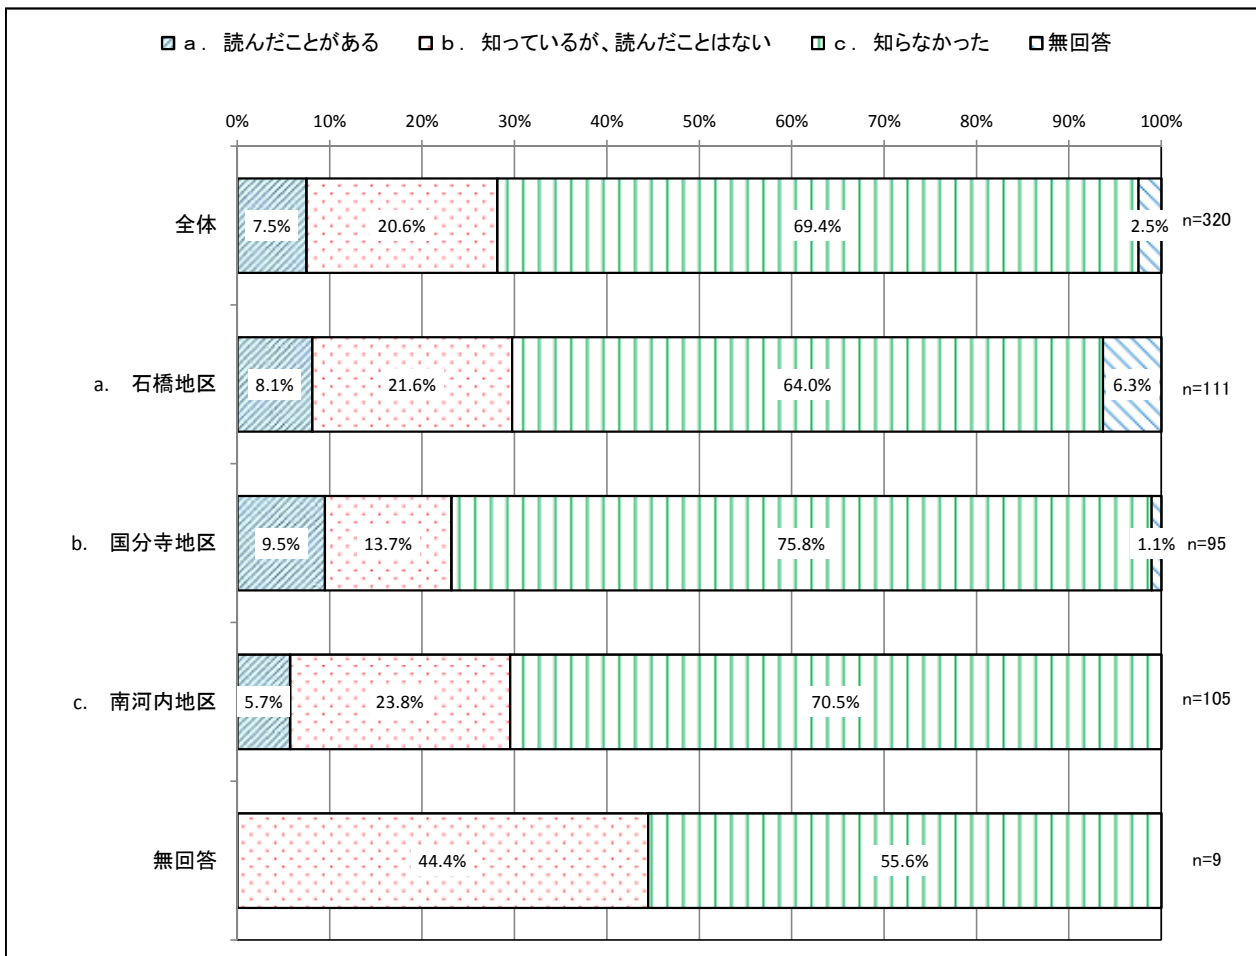 a． 読んだことがある b． 知っているが、読んだことはない c． 知らなかった 無回答
0% 10% 20% 30% 40% 50% 60% 70% 80% 90% 100%
全体 7.5% 20.6% 69.4% 2.5% n=320
a. 石橋地区 8.1% 21.6% 64.0% 6.3% n=111
b. 国分寺地区 9.5% 13.7% 75.8% 1.1% n=95
c. 南河内地区 5.7% 23.8% 70.5% n=105
無回答 44.4% 55.6% n=9